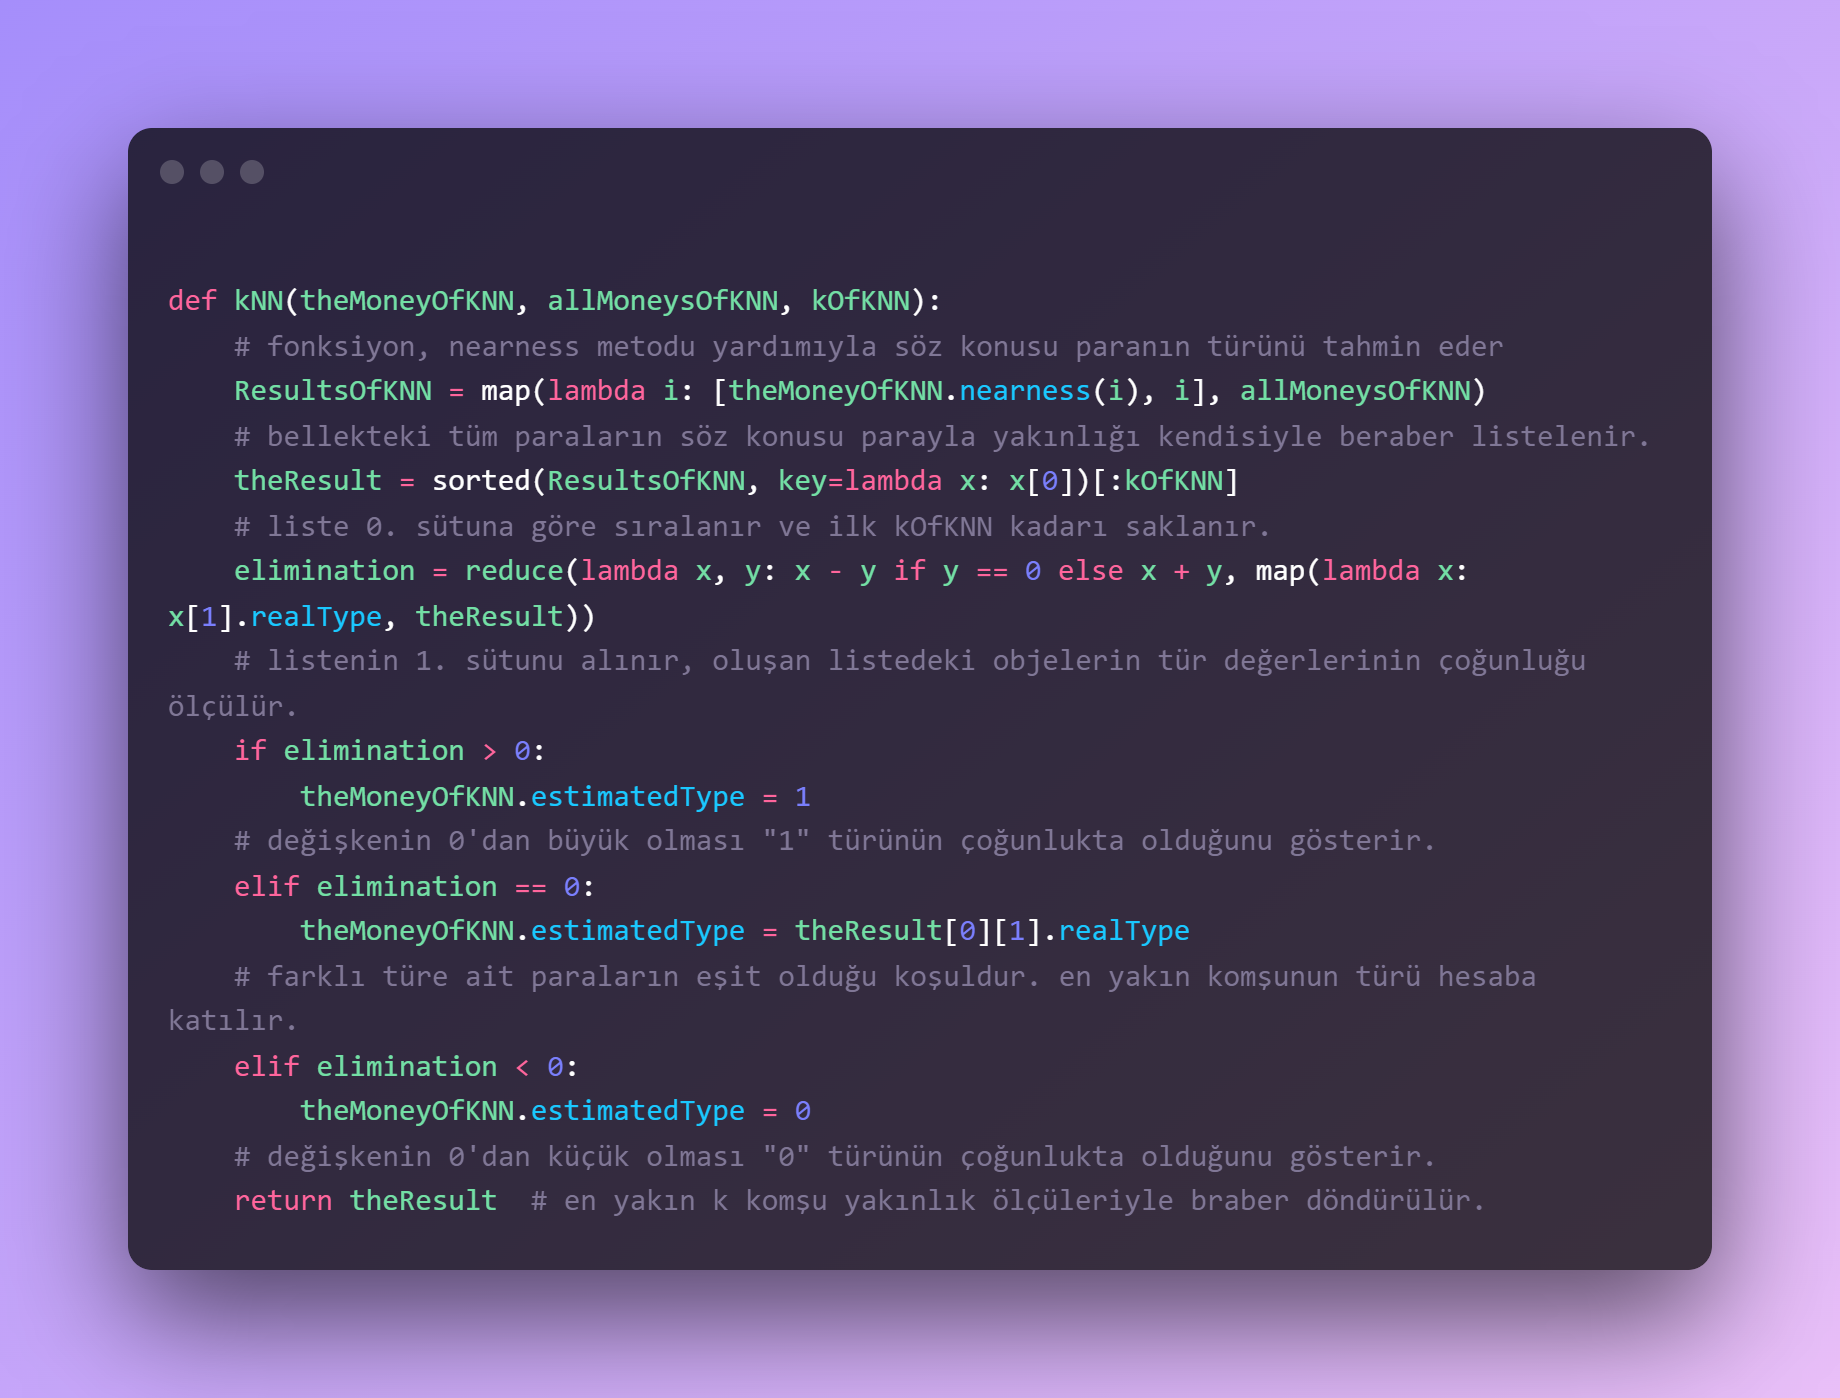 def kNN(theMoneyOfKNN, allMoneysOfKNN, kOfKNN):
    # fonksiyon, nearness metodu yardımıyla söz konusu paranın türünü tahmin eder
    ResultsOfKNN = map(lambda i: [theMoneyOfKNN.nearness(i), i], allMoneysOfKNN)
    # bellekteki tüm paraların söz konusu parayla yakınlığı kendisiyle beraber listelenir.
    theResult = sorted(ResultsOfKNN, key=lambda x: x[0])[:kOfKNN]
    # liste 0. sütuna göre sıralanır ve ilk kOfKNN kadarı saklanır.
    elimination = reduce(lambda x, y: x - y if y == 0 else x + y, map(lambda x:
x[1].realType, theResult))
    # listenin 1. sütunu alınır, oluşan listedeki objelerin tür değerlerinin çoğunluğu
ölçülür.
    if elimination > 0:
        theMoneyOfKNN.estimatedType = 1
    # değişkenin 0'dan büyük olması "1" türünün çoğunlukta olduğunu gösterir.
    elif elimination == 0:
        theMoneyOfKNN.estimatedType = theResult[0][1].realType
    # farklı türe ait paraların eşit olduğu koşuldur. en yakın komşunun türü hesaba
katılır.
    elif elimination < 0:
        theMoneyOfKNN.estimatedType = 0
    # değişkenin 0'dan küçük olması "0" türünün çoğunlukta olduğunu gösterir.
    return theResult  # en yakın k komşu yakınlık ölçüleriyle braber döndürülür.